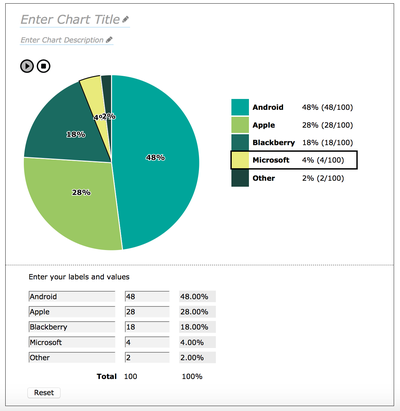 Enter Chart Title
Enter Chart Description
48%
28%
18%
4%
2%
Android 48% (48/100)
Apple 28% (28/100)
Blackberry 18% (18/100)
Microsoft 4% (4/100)
Other 2% (2/100)
Enter your labels and values
Android 48 48.00%
Apple 28 28.00%
Blackberry 18 18.00%
Microsoft 4 4.00%
Other 2 2.00%
Total 100 100%
Reset